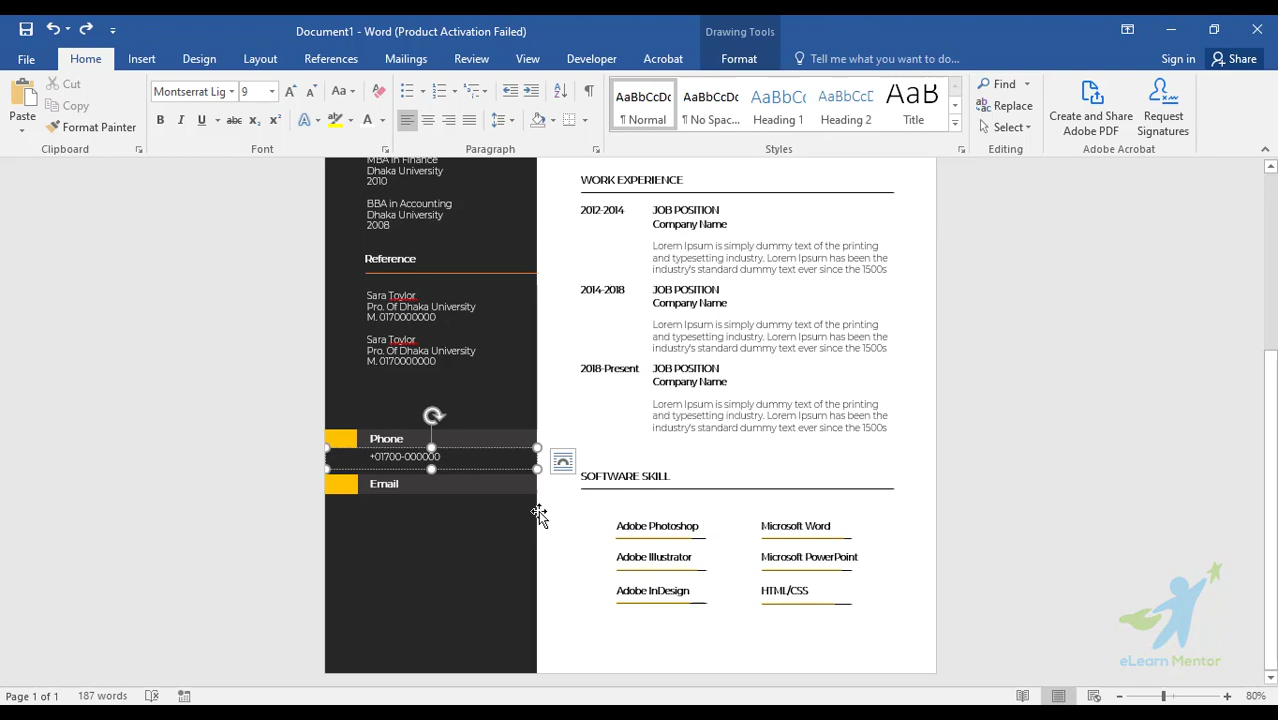 Document1 - Word (Product Activation Failed)
Drawing Tools
File
Home
Insert
Design
Layout
References
Mailings
Review
View
Developer
Acrobat
Format
Tell me what you want to do...
Sign in
Share
Paste
Cut
Copy
Format Painter
Clipboard
Montserrat Lig
9
Font
Paragraph
AaBbCcDc
¶ Normal
AaBbCcDc
¶ No Spac...
AaBbCc
Heading 1
AaBbCcD
Heading 2
AaB
Title
Styles
Find
Replace
Select
Editing
Create and Share
Adobe PDF
Request
Signatures
Adobe Acrobat
MBA in Finance
Dhaka University
2010
BBA in Accounting
Dhaka University
2008
Reference
Sara Toylor
Pro. Of Dhaka University
M. 0170000000
Sara Toylor
Pro. Of Dhaka University
M. 0170000000
Phone
+01700-000000
Email
WORK EXPERIENCE
2012-2014
JOB POSITION
Company Name
Lorem Ipsum is simply dummy text of the printing
and typesetting industry. Lorem Ipsum has been the
industry's standard dummy text ever since the 1500s
2014-2018
JOB POSITION
Company Name
Lorem Ipsum is simply dummy text of the printing
and typesetting industry. Lorem Ipsum has been the
industry's standard dummy text ever since the 1500s
2018-Present
JOB POSITION
Company Name
Lorem Ipsum is simply dummy text of the printing
and typesetting industry. Lorem Ipsum has been the
industry's standard dummy text ever since the 1500s
SOFTWARE SKILL
Adobe Photoshop
Microsoft Word
Adobe Illustrator
Microsoft PowerPoint
Adobe InDesign
HTML/CSS
eLearn Mentor
Page 1 of 1
187 words
80%